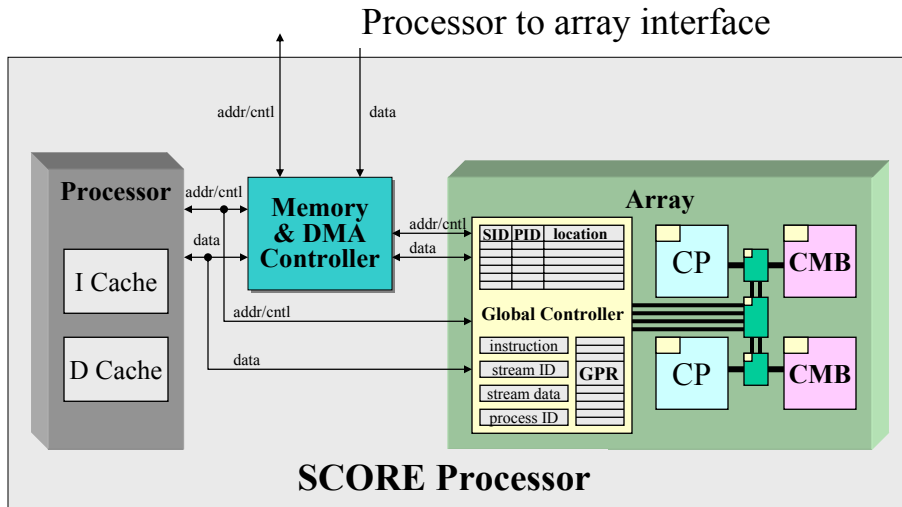 Processor to array interface
addr/cntl
data
Processor
addr/cntl
data
I Cache
D Cache
Memory
& DMA
Controller
addr/cntl
data
addr/cntl
data
Array
SID PID location
Global Controller
instruction
stream ID
stream data
process ID
GPR
CP
CMB
CP
CMB
SCORE Processor